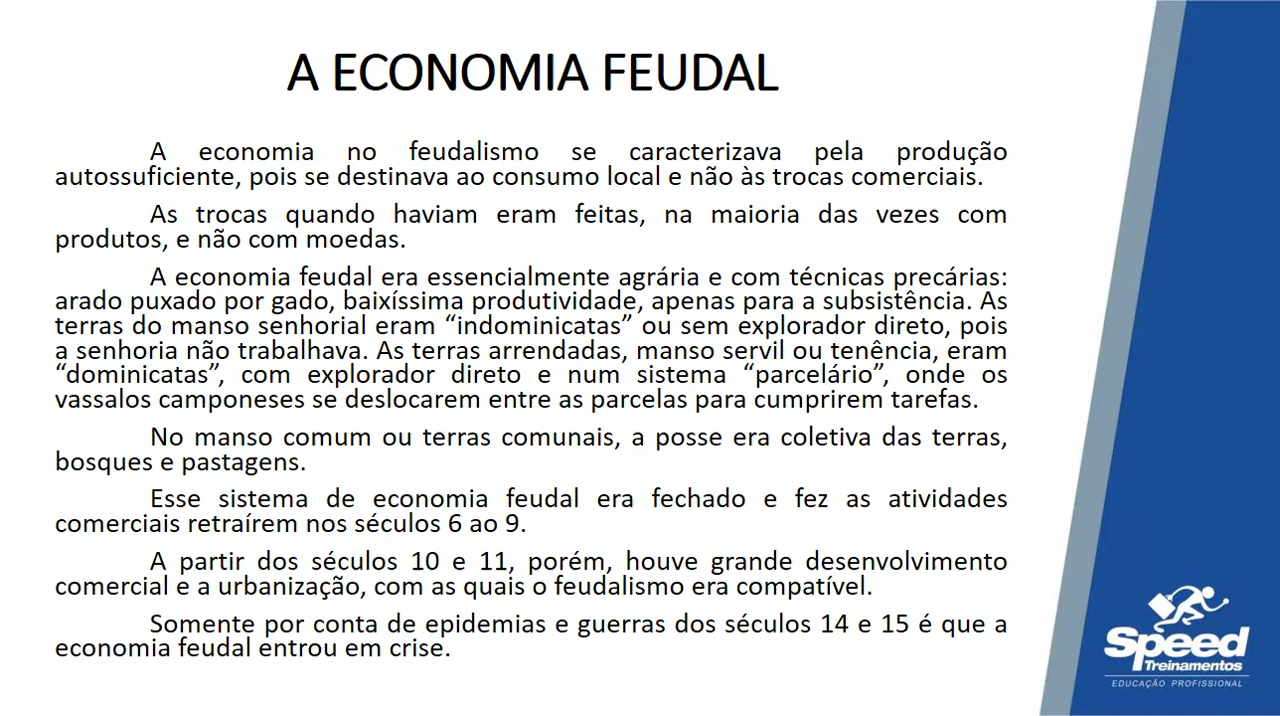 A ECONOMIA FEUDAL
A economia no feudalismo se caracterizava pela produção
autossuficiente, pois se destinava ao consumo local e não às trocas comerciais.
As trocas quando haviam eram feitas, na maioria das vezes com
produtos, e não com moedas.
A economia feudal era essencialmente agrária e com técnicas precárias:
arado puxado por gado, baixíssima produtividade, apenas para a subsistência. As
terras do manso senhorial eram “indominicatas” ou sem explorador direto, pois
a senhoria não trabalhava. As terras arrendadas, manso servil ou tenência, eram
“dominicatas”, com explorador direto e num sistema “parcelário”, onde os
vassalos camponeses se deslocarem entre as parcelas para cumprirem tarefas.
No manso comum ou terras comunais, a posse era coletiva das terras,
bosques e pastagens.
Esse sistema de economia feudal era fechado e fez as atividades
comerciais retraírem nos séculos 6 ao 9.
A partir dos séculos 10 e 11, porém, houve grande desenvolvimento
comercial e a urbanização, com as quais o feudalismo era compatível.
Somente por conta de epidemias e guerras dos séculos 14 e 15 é que a
economia feudal entrou em crise.
Speed
Treinamentos
EDUCAÇÃO PROFISSIONAL